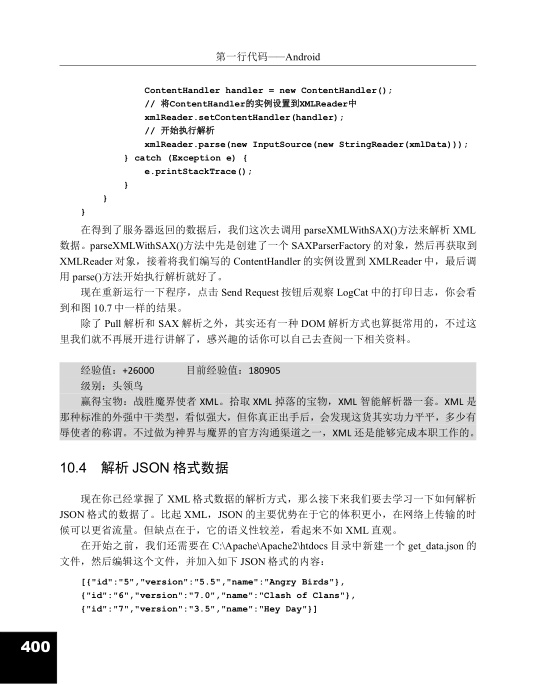 第一行代码——Android
ContentHandler handler = new ContentHandler();
// 将ContentHandler的实例设置到XMLReader中
xmlReader.setContentHandler(handler);
// 开始执行解析
xmlReader.parse(new InputSource(new StringReader(xmlData)));
} catch (Exception e) {
e.printStackTrace();
}
}
}
在得到了服务器返回的数据后，我们这次去调用 parseXMLWithSAX()方法来解析 XML
数据。parseXMLWithSAX()方法中先是创建了一个 SAXParserFactory 的对象，然后再获取到
XMLReader 对象，接着将我们编写的 ContentHandler 的实例设置到 XMLReader 中，最后调
用 parse()方法开始执行解析就好了。
现在重新运行一下程序，点击 Send Request 按钮后观察 LogCat 中的打印日志，你会看
到和图 10.7 中一样的结果。
除了 Pull 解析和 SAX 解析之外，其实还有一种 DOM 解析方式也算挺常用的，不过这
里我们就不再展开进行讲解了，感兴趣的话你可以自己去查阅一下相关资料。
经验值：+26000 目前经验值：180905
级别：头领鸟
赢得宝物：战胜魔界使者 XML。拾取 XML 掉落的宝物，XML 智能解析器一套。XML 是
那种标准的外强中干类型，看似强大，但你真正出手后，会发现这货其实功力平平，多少有
辱使者的称谓。不过做为神界与魔界的官方沟通渠道之一，XML 还是能够完成本职工作的。
10.4 解析 JSON 格式数据
现在你已经掌握了 XML 格式数据的解析方式，那么接下来我们要去学习一下如何解析
JSON 格式的数据了。比起 XML，JSON 的主要优势在于它的体积更小，在网络上传输的时
候可以更省流量。但缺点在于，它的语义性较差，看起来不如 XML 直观。
在开始之前，我们还需要在 C:\Apache\Apache2\htdocs 目录中新建一个 get_data.json 的
文件，然后编辑这个文件，并加入如下 JSON 格式的内容：
[{"id":"5","version":"5.5","name":"Angry Birds"},
{"id":"6","version":"7.0","name":"Clash of Clans"},
{"id":"7","version":"3.5","name":"Hey Day"}]
400